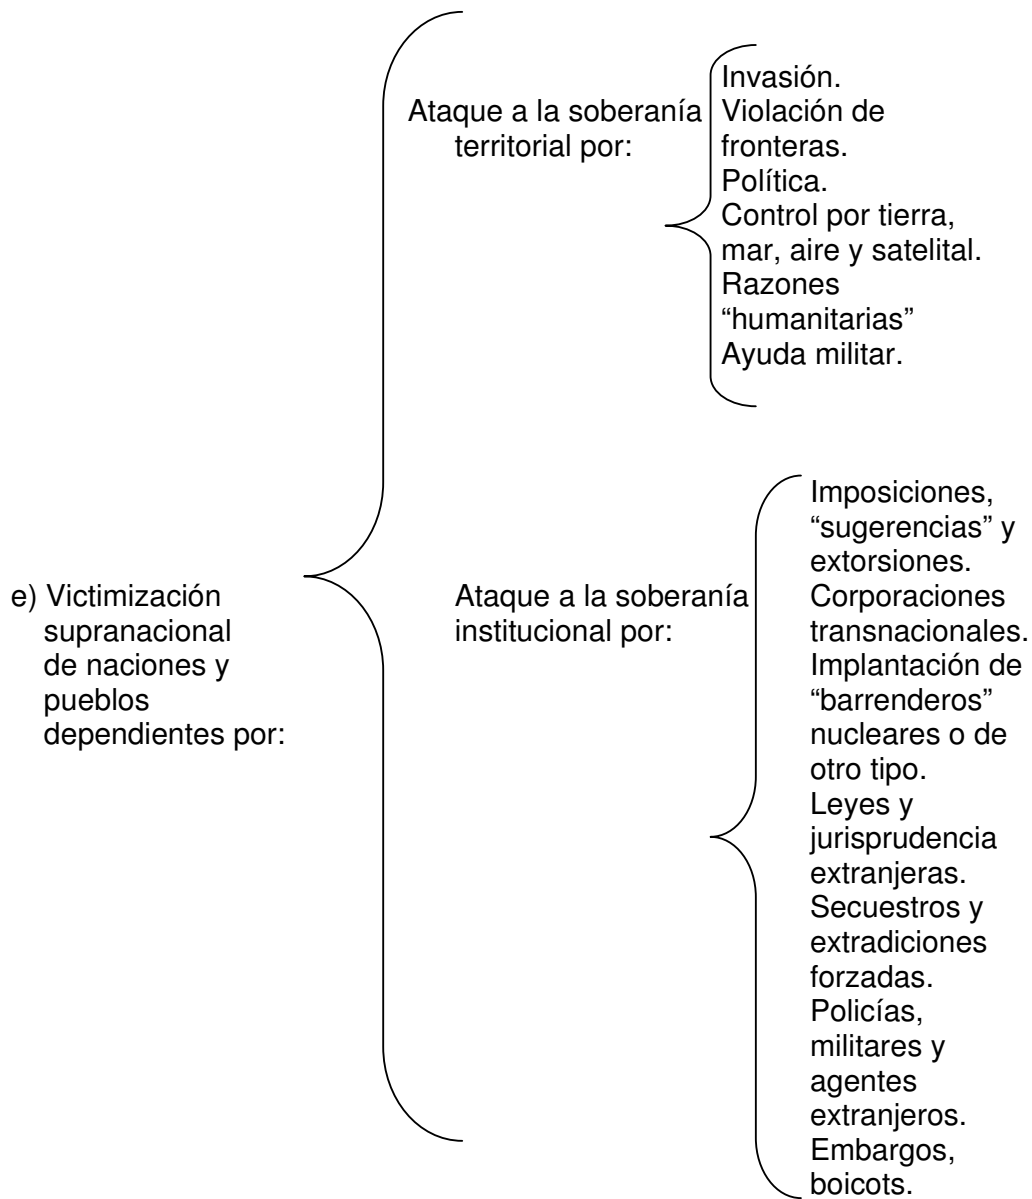 e) Victimización
supranacional
de naciones y
pueblos
dependientes por:
Ataque a la soberanía
territorial por:
Invasión.
Violación de
fronteras.
Política.
Control por tierra,
mar, aire y satelital.
Razones
“humanitarias”
Ayuda militar.
Ataque a la soberanía
institucional por:
Imposiciones,
“sugerencias” y
extorsiones.
Corporaciones
transnacionales.
Implantación de
“barrenderos”
nucleares o de
otro tipo.
Leyes y
jurisprudencia
extranjeras.
Secuestros y
extradiciones
forzadas.
Policías,
militares y
agentes
extranjeros.
Embargos,
boicots.